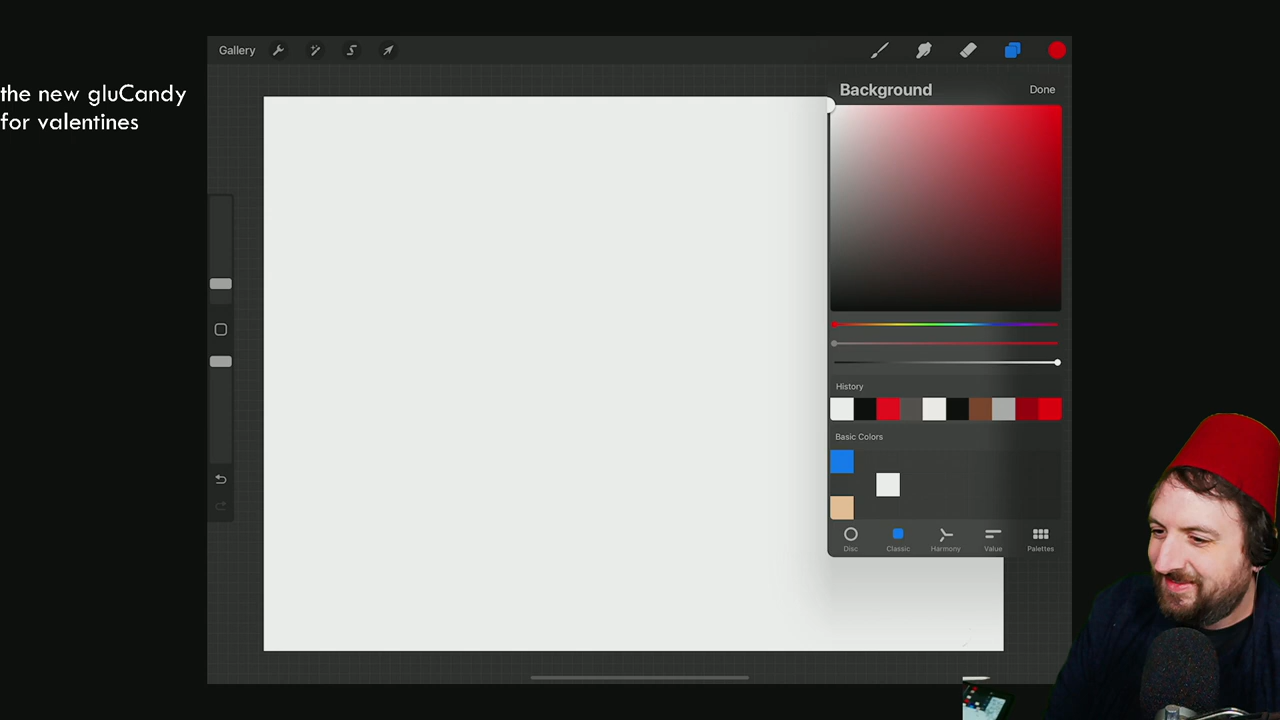 Gallery
the new gluCandy
for valentines
Background
Done
History
Basic Colors
Disc
Classic
Harmony
Value
Palettes